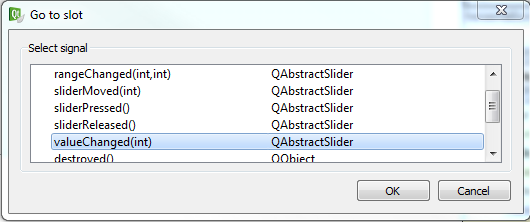 Go to slot
Select signal
rangeChanged(int,int) QAbstractSlider
sliderMoved(int) QAbstractSlider
sliderPressed() QAbstractSlider
sliderReleased() QAbstractSlider
valueChanged(int) QAbstractSlider
destroyed() QObject
OK Cancel